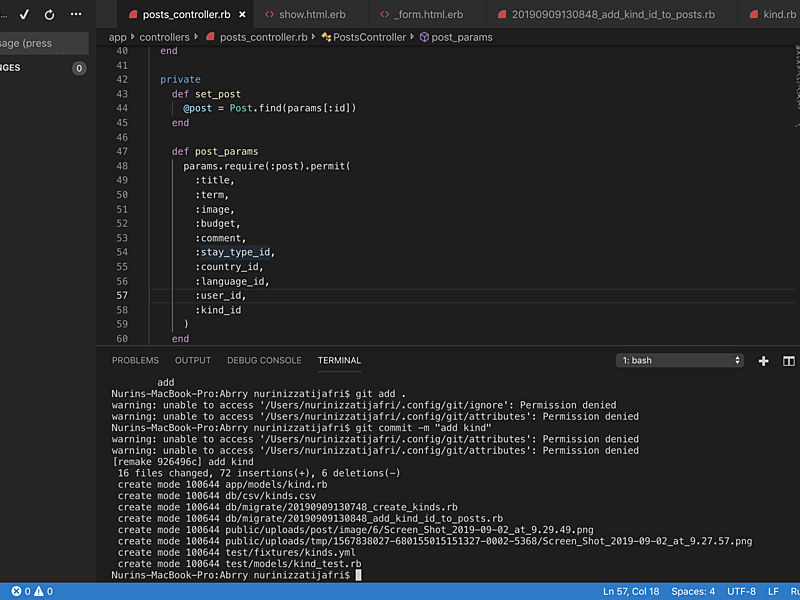 ... posts_controller.rb × <> show.html.erb <> _form.html.erb 20190909130848_add_kind_id_to_posts.rb kind.rb
app › controllers › posts_controller.rb › PostsController › post_params
sage (press
NGES 0
40 end
41
42 private
43 def set_post
44 @post = Post.find(params[:id])
45 end
46
47 def post_params
48 params.require(:post).permit(
49 :title,
50 :term,
51 :image,
52 :budget,
53 :comment,
54 :stay_type_id,
55 :country_id,
56 :language_id,
57 :user_id,
58 :kind_id
59 )
60 end
PROBLEMS OUTPUT DEBUG CONSOLE TERMINAL 1: bash
add
Nurins-MacBook-Pro:Abrry nurinizzatijafri$ git add .
warning: unable to access '/Users/nurinizzatijafri/.config/git/ignore': Permission denied
warning: unable to access '/Users/nurinizzatijafri/.config/git/attributes': Permission denied
Nurins-MacBook-Pro:Abrry nurinizzatijafri$ git commit -m "add kind"
warning: unable to access '/Users/nurinizzatijafri/.config/git/attributes': Permission denied
warning: unable to access '/Users/nurinizzatijafri/.config/git/attributes': Permission denied
[remake 926496c] add kind
16 files changed, 72 insertions(+), 6 deletions(-)
create mode 100644 app/models/kind.rb
create mode 100644 db/csv/kinds.csv
create mode 100644 db/migrate/20190909130748_create_kinds.rb
create mode 100644 db/migrate/20190909130848_add_kind_id_to_posts.rb
create mode 100644 public/uploads/post/image/6/Screen_Shot_2019-09-02_at_9.29.49.png
create mode 100644 public/uploads/tmp/1567838027-680155015151327-0002-5368/Screen_Shot_2019-09-02_at_9.27.57.png
create mode 100644 test/fixtures/kinds.yml
create mode 100644 test/models/kind_test.rb
Nurins-MacBook-Pro:Abrry nurinizzatijafri$
0 0 Ln 57, Col 18 Spaces: 4 UTF-8 LF Ru